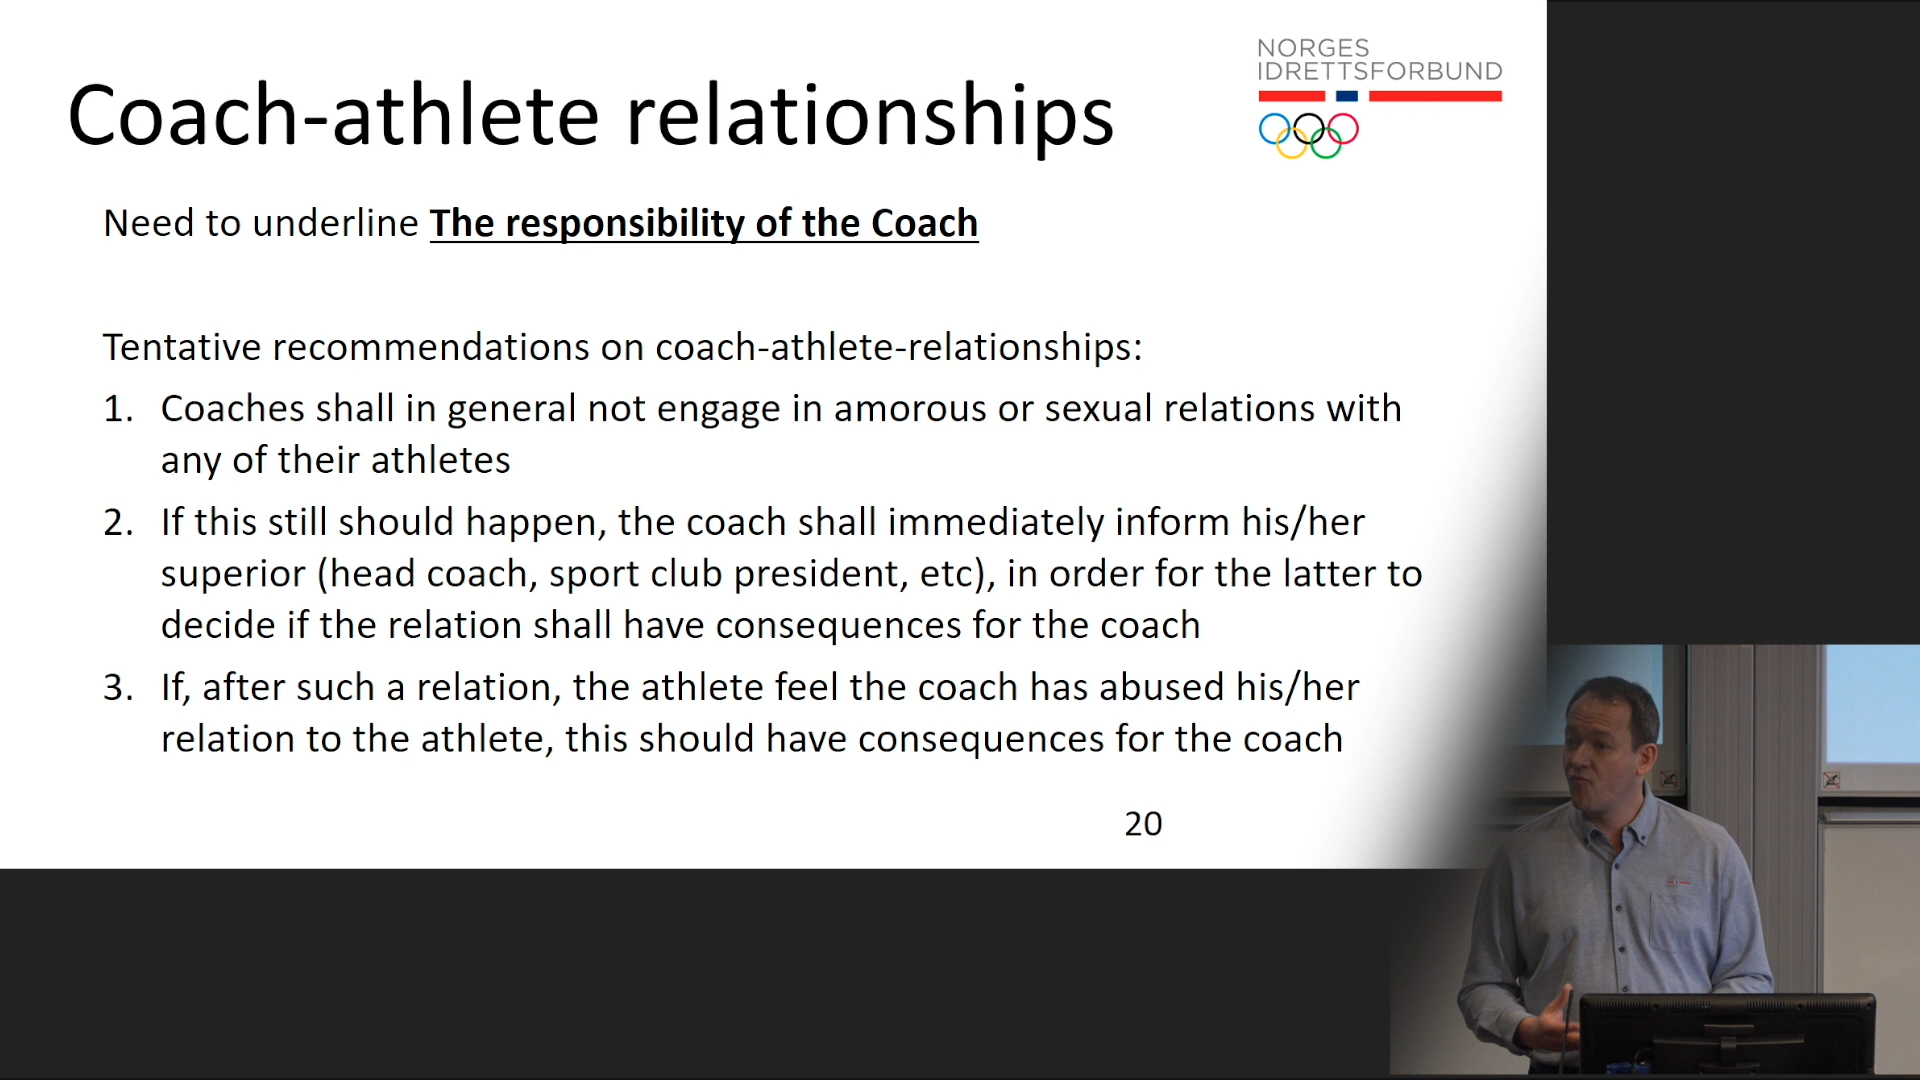 NORGES
IDRETTSFORBUND
Coach-athlete relationships
Need to underline The responsibility of the Coach
Tentative recommendations on coach-athlete-relationships:
1. Coaches shall in general not engage in amorous or sexual relations with
any of their athletes
2. If this still should happen, the coach shall immediately inform his/her
superior (head coach, sport club president, etc), in order for the latter to
decide if the relation shall have consequences for the coach
3. If, after such a relation, the athlete feel the coach has abused his/her
relation to the athlete, this should have consequences for the coach
20